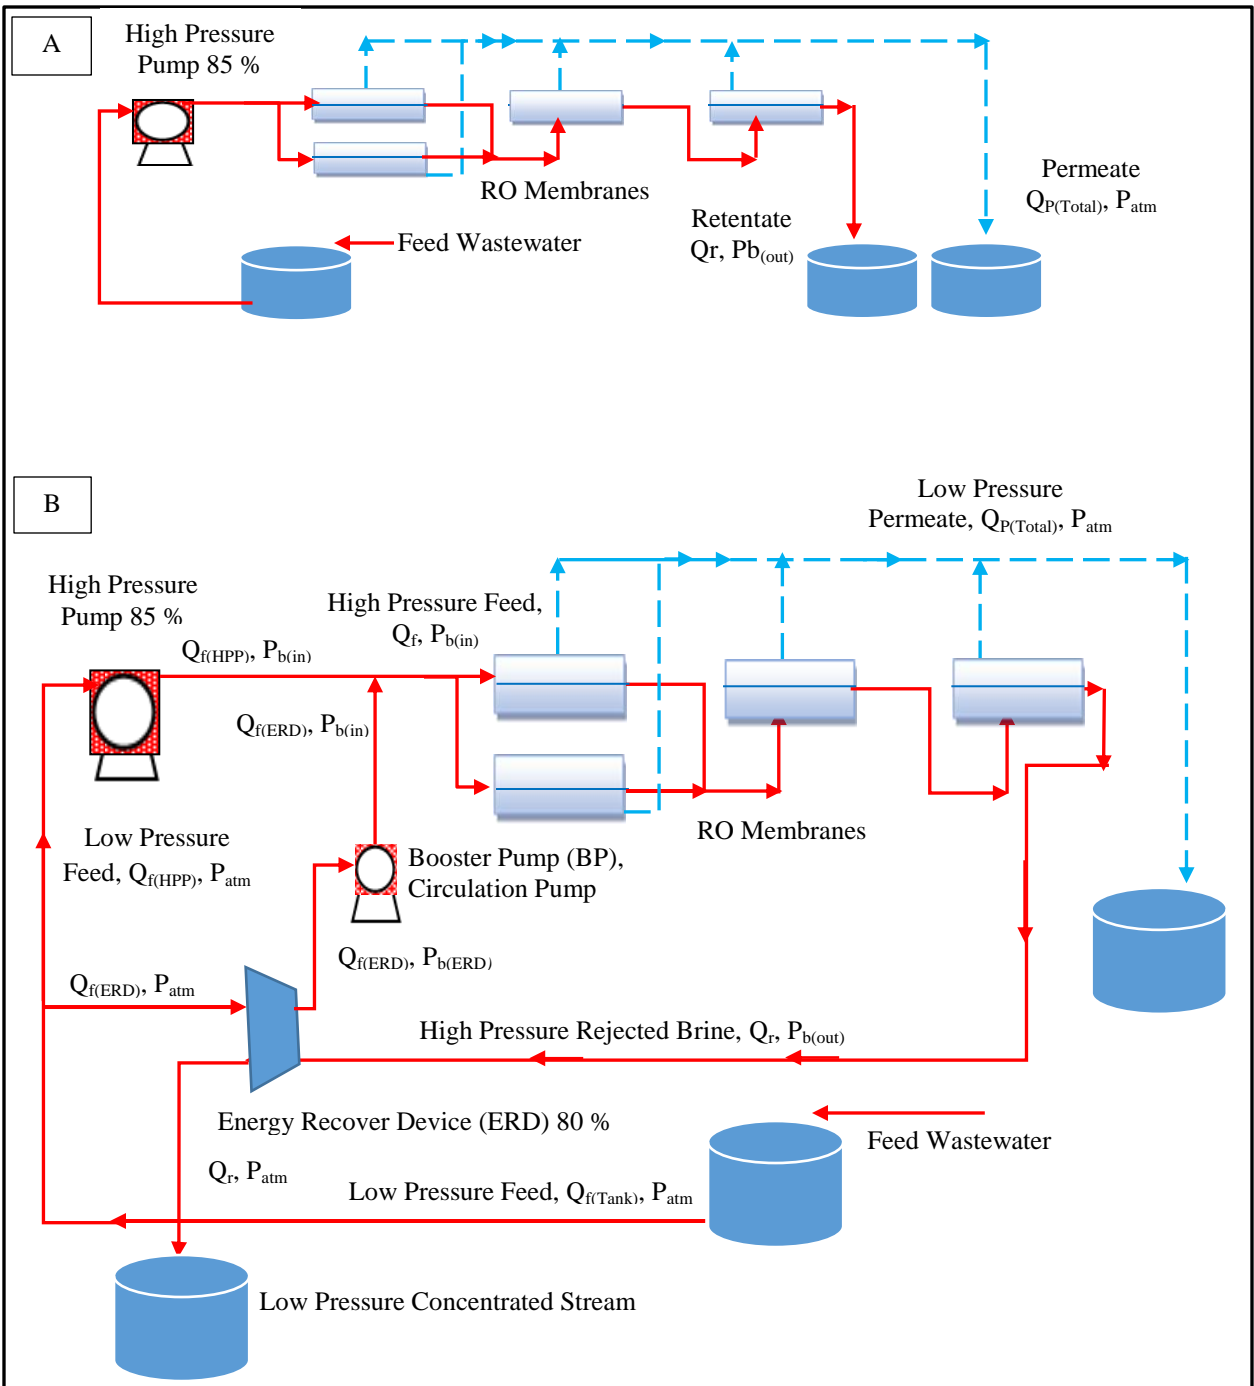 A
High Pressure
Pump 85 %
RO Membranes
Feed Wastewater
Retentate
Qr, Pb(out)
Permeate
QP(Total), Patm
B
Low Pressure
Permeate, QP(Total), Patm
High Pressure
Pump 85 %
High Pressure Feed,
Qf, Pb(in)
Qf(HPP), Pb(in)
Qf(ERD), Pb(in)
RO Membranes
Low Pressure
Feed, Qf(HPP), Patm
Booster Pump (BP),
Circulation Pump
Qf(ERD), Pb(ERD)
Qf(ERD), Patm
High Pressure Rejected Brine, Qr, Pb(out)
Energy Recover Device (ERD) 80 %
Feed Wastewater
Qr, Patm
Low Pressure Feed, Qf(Tank), Patm
Low Pressure Concentrated Stream